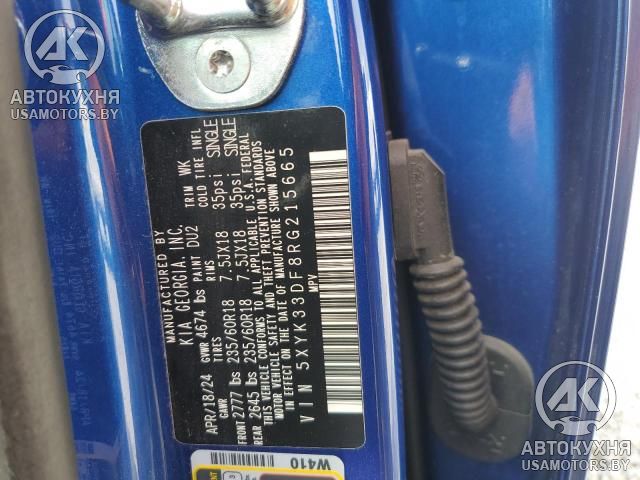 AK
АВТОКУХНЯ
USAMOTORS.BY
MANUFACTURED BY
KIA GEORGIA, INC.
APR/18/24 GVWR 4674 lbs PAINT DU2 TRIM WK
GAWR TIRES RIMS COLD TIRE INFL
FRONT 2777 lbs 235/60R18 7.5JX18 35psi SINGLE
REAR 2645 lbs 235/60R18 7.5JX18 35psi SINGLE
THIS VEHICLE CONFORMS TO ALL APPLICABLE U.S.A. FEDERAL
MOTOR VEHICLE SAFETY AND THEFT PREVENTION STANDARDS
IN EFFECT ON THE DATE OF MANUFACTURE SHOWN ABOVE
VIN 5XYK33DF8RG215665
MPV
W410
AK
АВТОКУХНЯ
USAMOTORS.BY